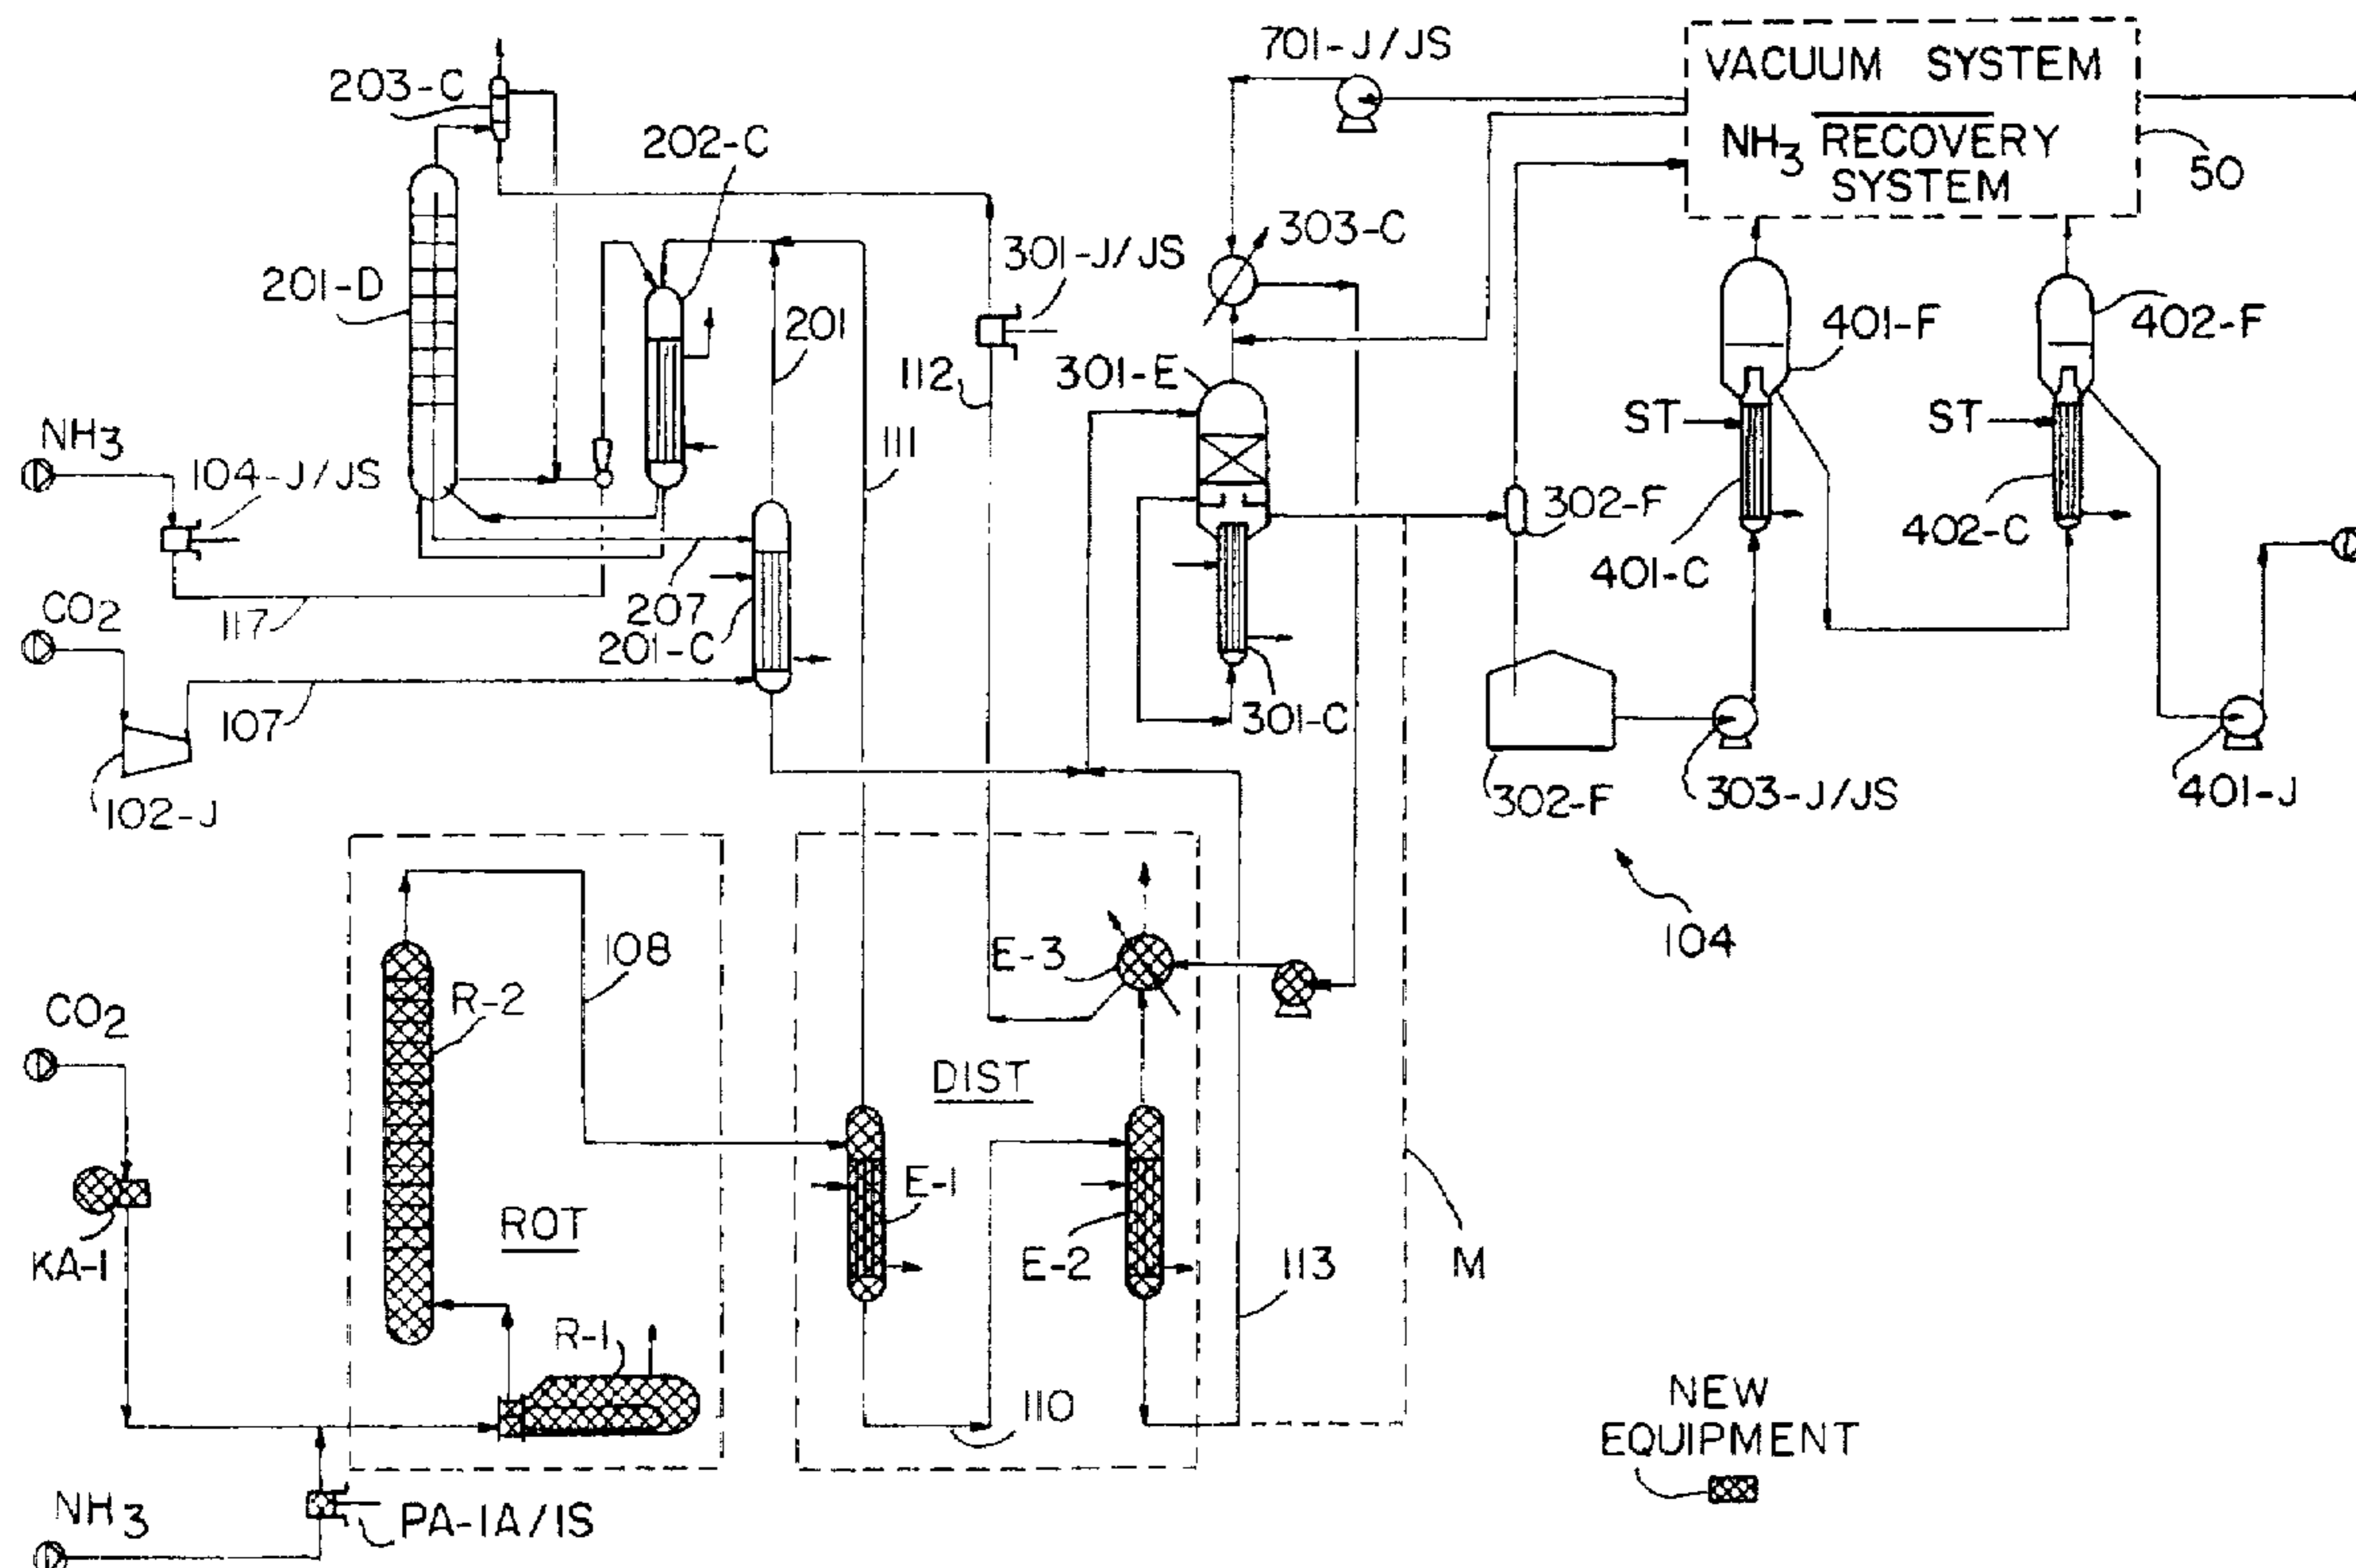 701-J/JS
VACUUM SYSTEM
NH3 RECOVERY
SYSTEM
50
203-C
202-C
201-D
301-J/JS
303-C
201
112
301-E
401-F
402-F
NH3
104-J/JS
111
ST
ST
302-F
401-C
402-C
CO2
117
207
201-C
107
102-J
301-C
302-F
303-J/JS
401-J
104
108
E-3
R-2
CO2
DIST
E-1
ROT
KA-1
E-2
113
M
R-1
110
NEW
EQUIPMENT
NH3
PA-1A/1S